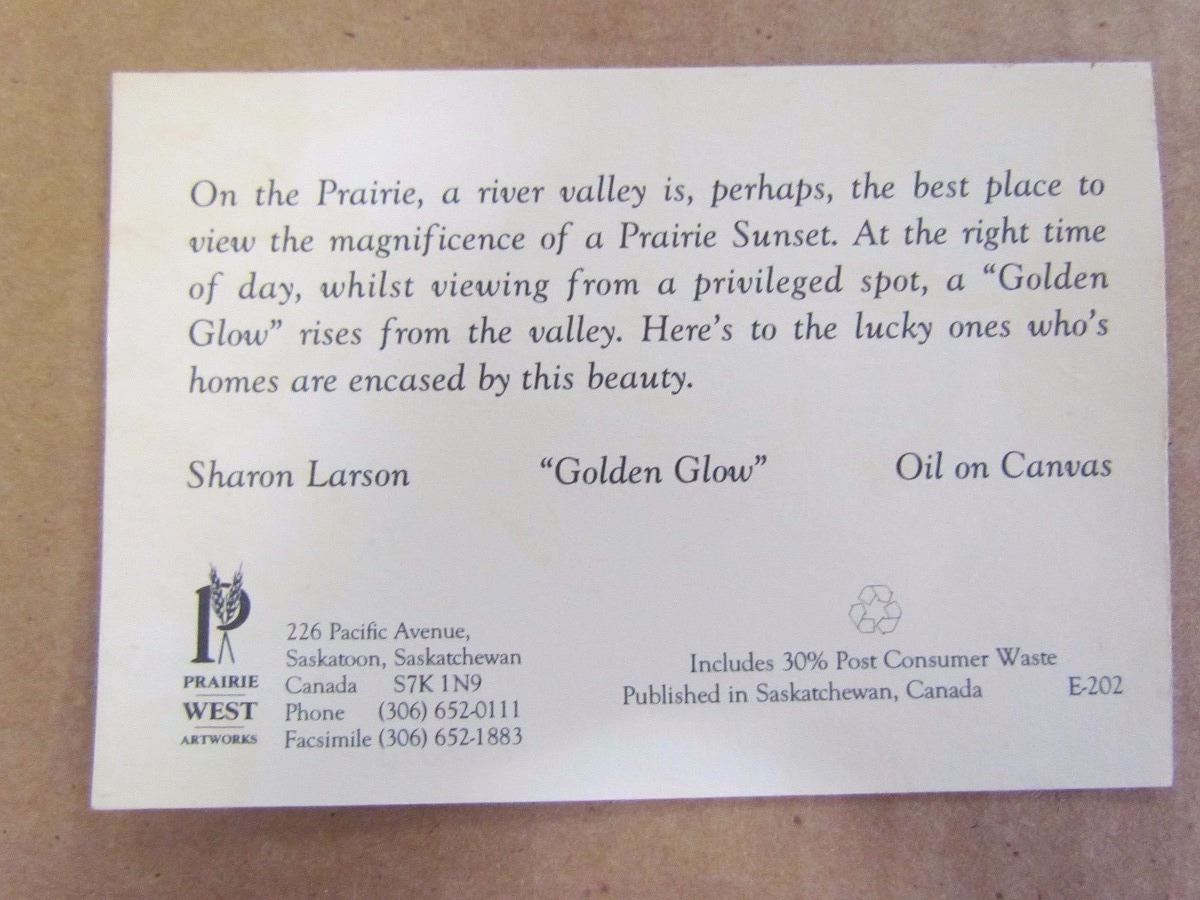 On the Prairie, a river valley is, perhaps, the best place to
view the magnificence of a Prairie Sunset. At the right time
of day, whilst viewing from a privileged spot, a “Golden
Glow” rises from the valley. Here’s to the lucky ones who’s
homes are encased by this beauty.
Sharon Larson “Golden Glow” Oil on Canvas
P
PRAIRIE
WEST
ARTWORKS
226 Pacific Avenue,
Saskatoon, Saskatchewan
Canada S7K 1N9
Phone (306) 652-0111
Facsimile (306) 652-1883
Includes 30% Post Consumer Waste
Published in Saskatchewan, Canada E-202